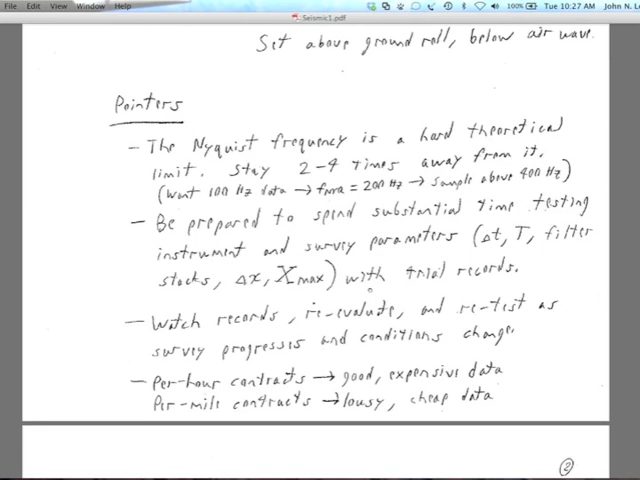 File Edit View Window Help
100% Tue 10:27 AM John N. Lo
Seismic1.pdf
Set above ground roll, below air wave.
Pointers
- The Nyquist frequency is a hard theoretical
limit. Stay 2-4 times away from it.
(Want 100 Hz data → = 200 Hz → Sample above 400 Hz)
- Be prepared to spend substantial time testing
instrument and survey parameters (Δt, T, filter
stacks, Δx, Xmax) with trial records.
- Watch records, re-evaluate, and re-test as
survey progresses and conditions change.
- Per-hour contracts → good, expensive data
Per-mile contracts → lousy, cheap data
2